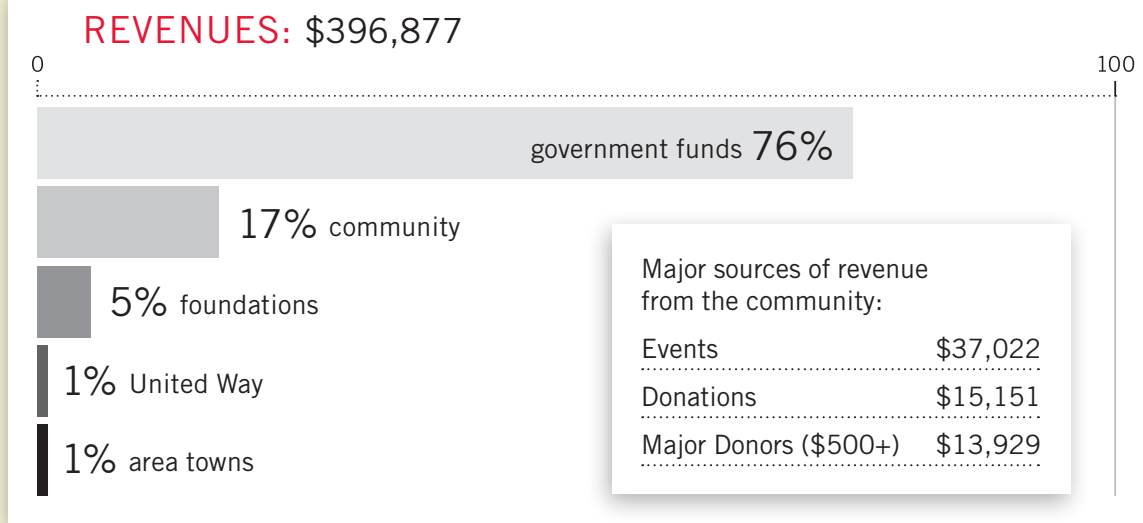 REVENUES: $396,877
0 100
government funds 76%
17% community
5% foundations
1% United Way
1% area towns
Major sources of revenue
from the community:
Events $37,022
Donations $15,151
Major Donors ($500+) $13,929